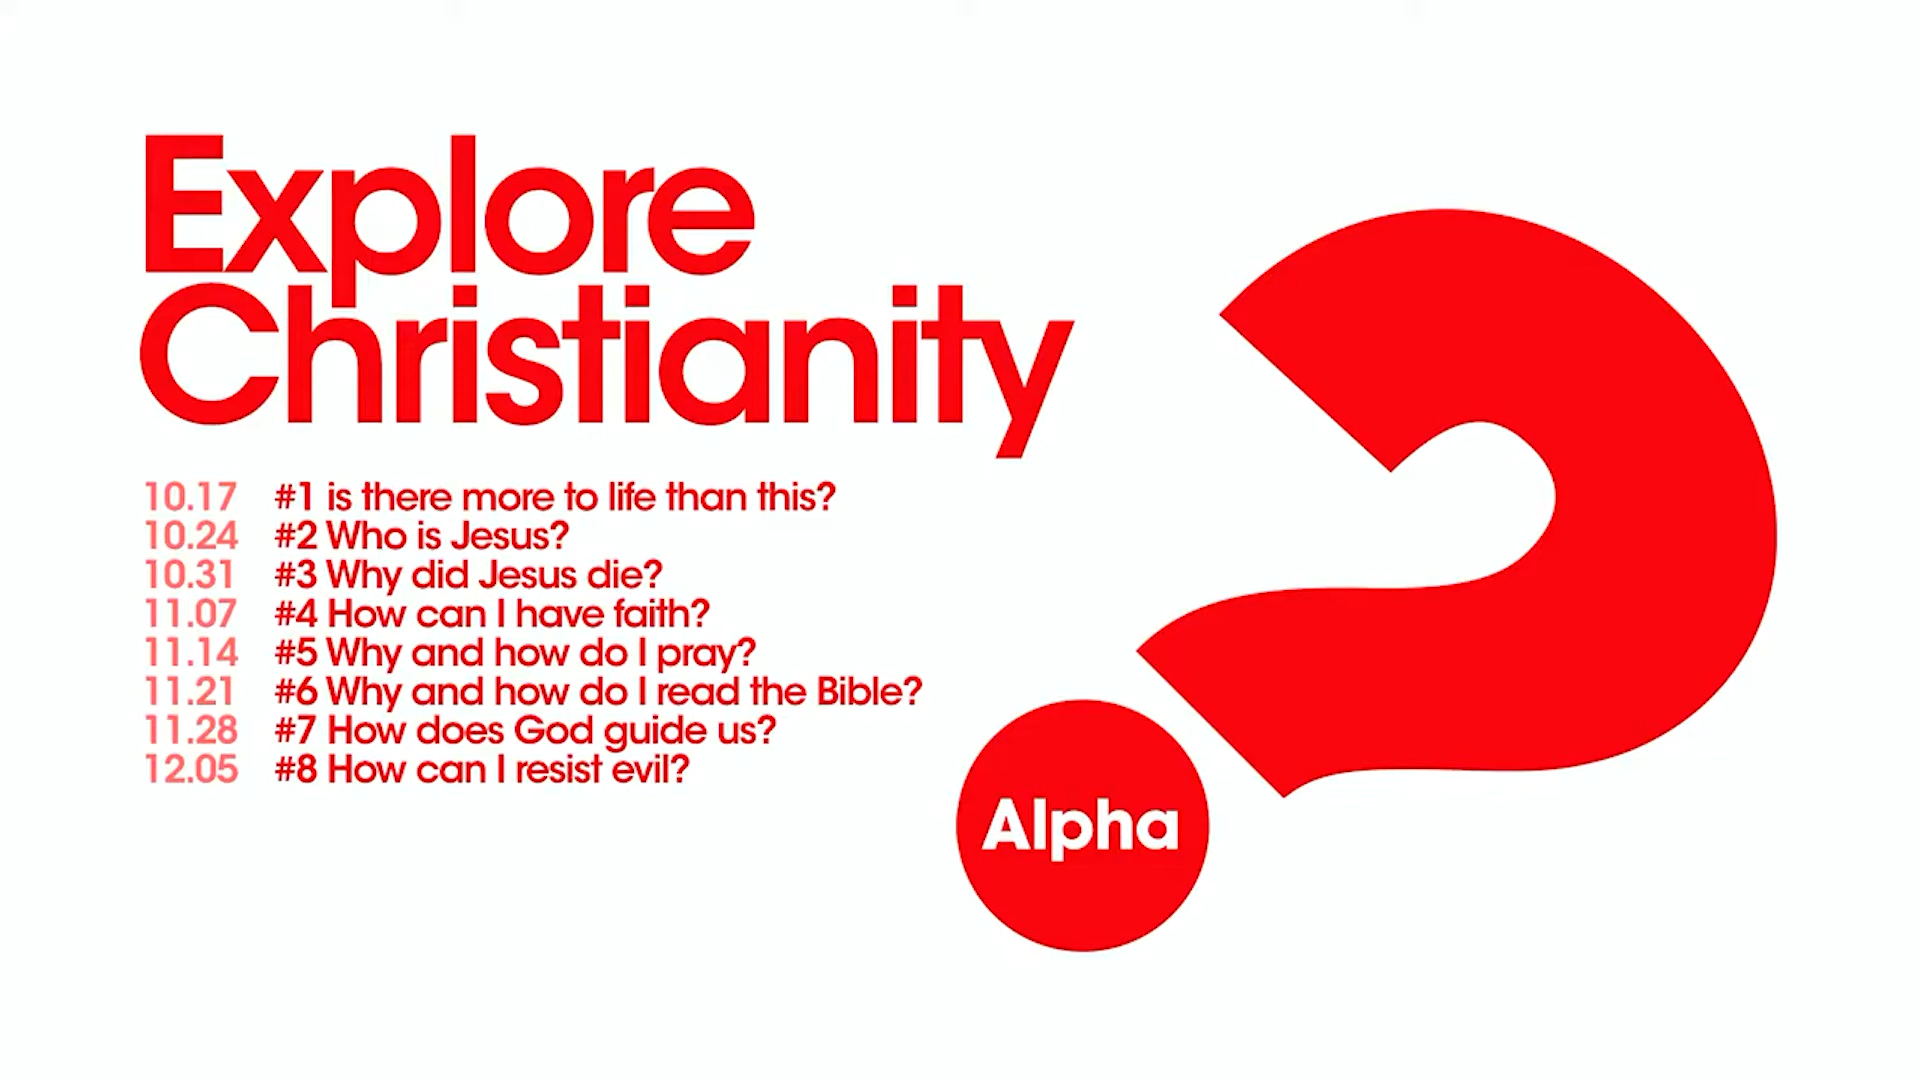 Explore
Christianity
10.17 #1 is there more to life than this?
10.24 #2 Who is Jesus?
10.31 #3 Why did Jesus die?
11.07 #4 How can I have faith?
11.14 #5 Why and how do I pray?
11.21 #6 Why and how do I read the Bible?
11.28 #7 How does God guide us?
12.05 #8 How can I resist evil?
Alpha